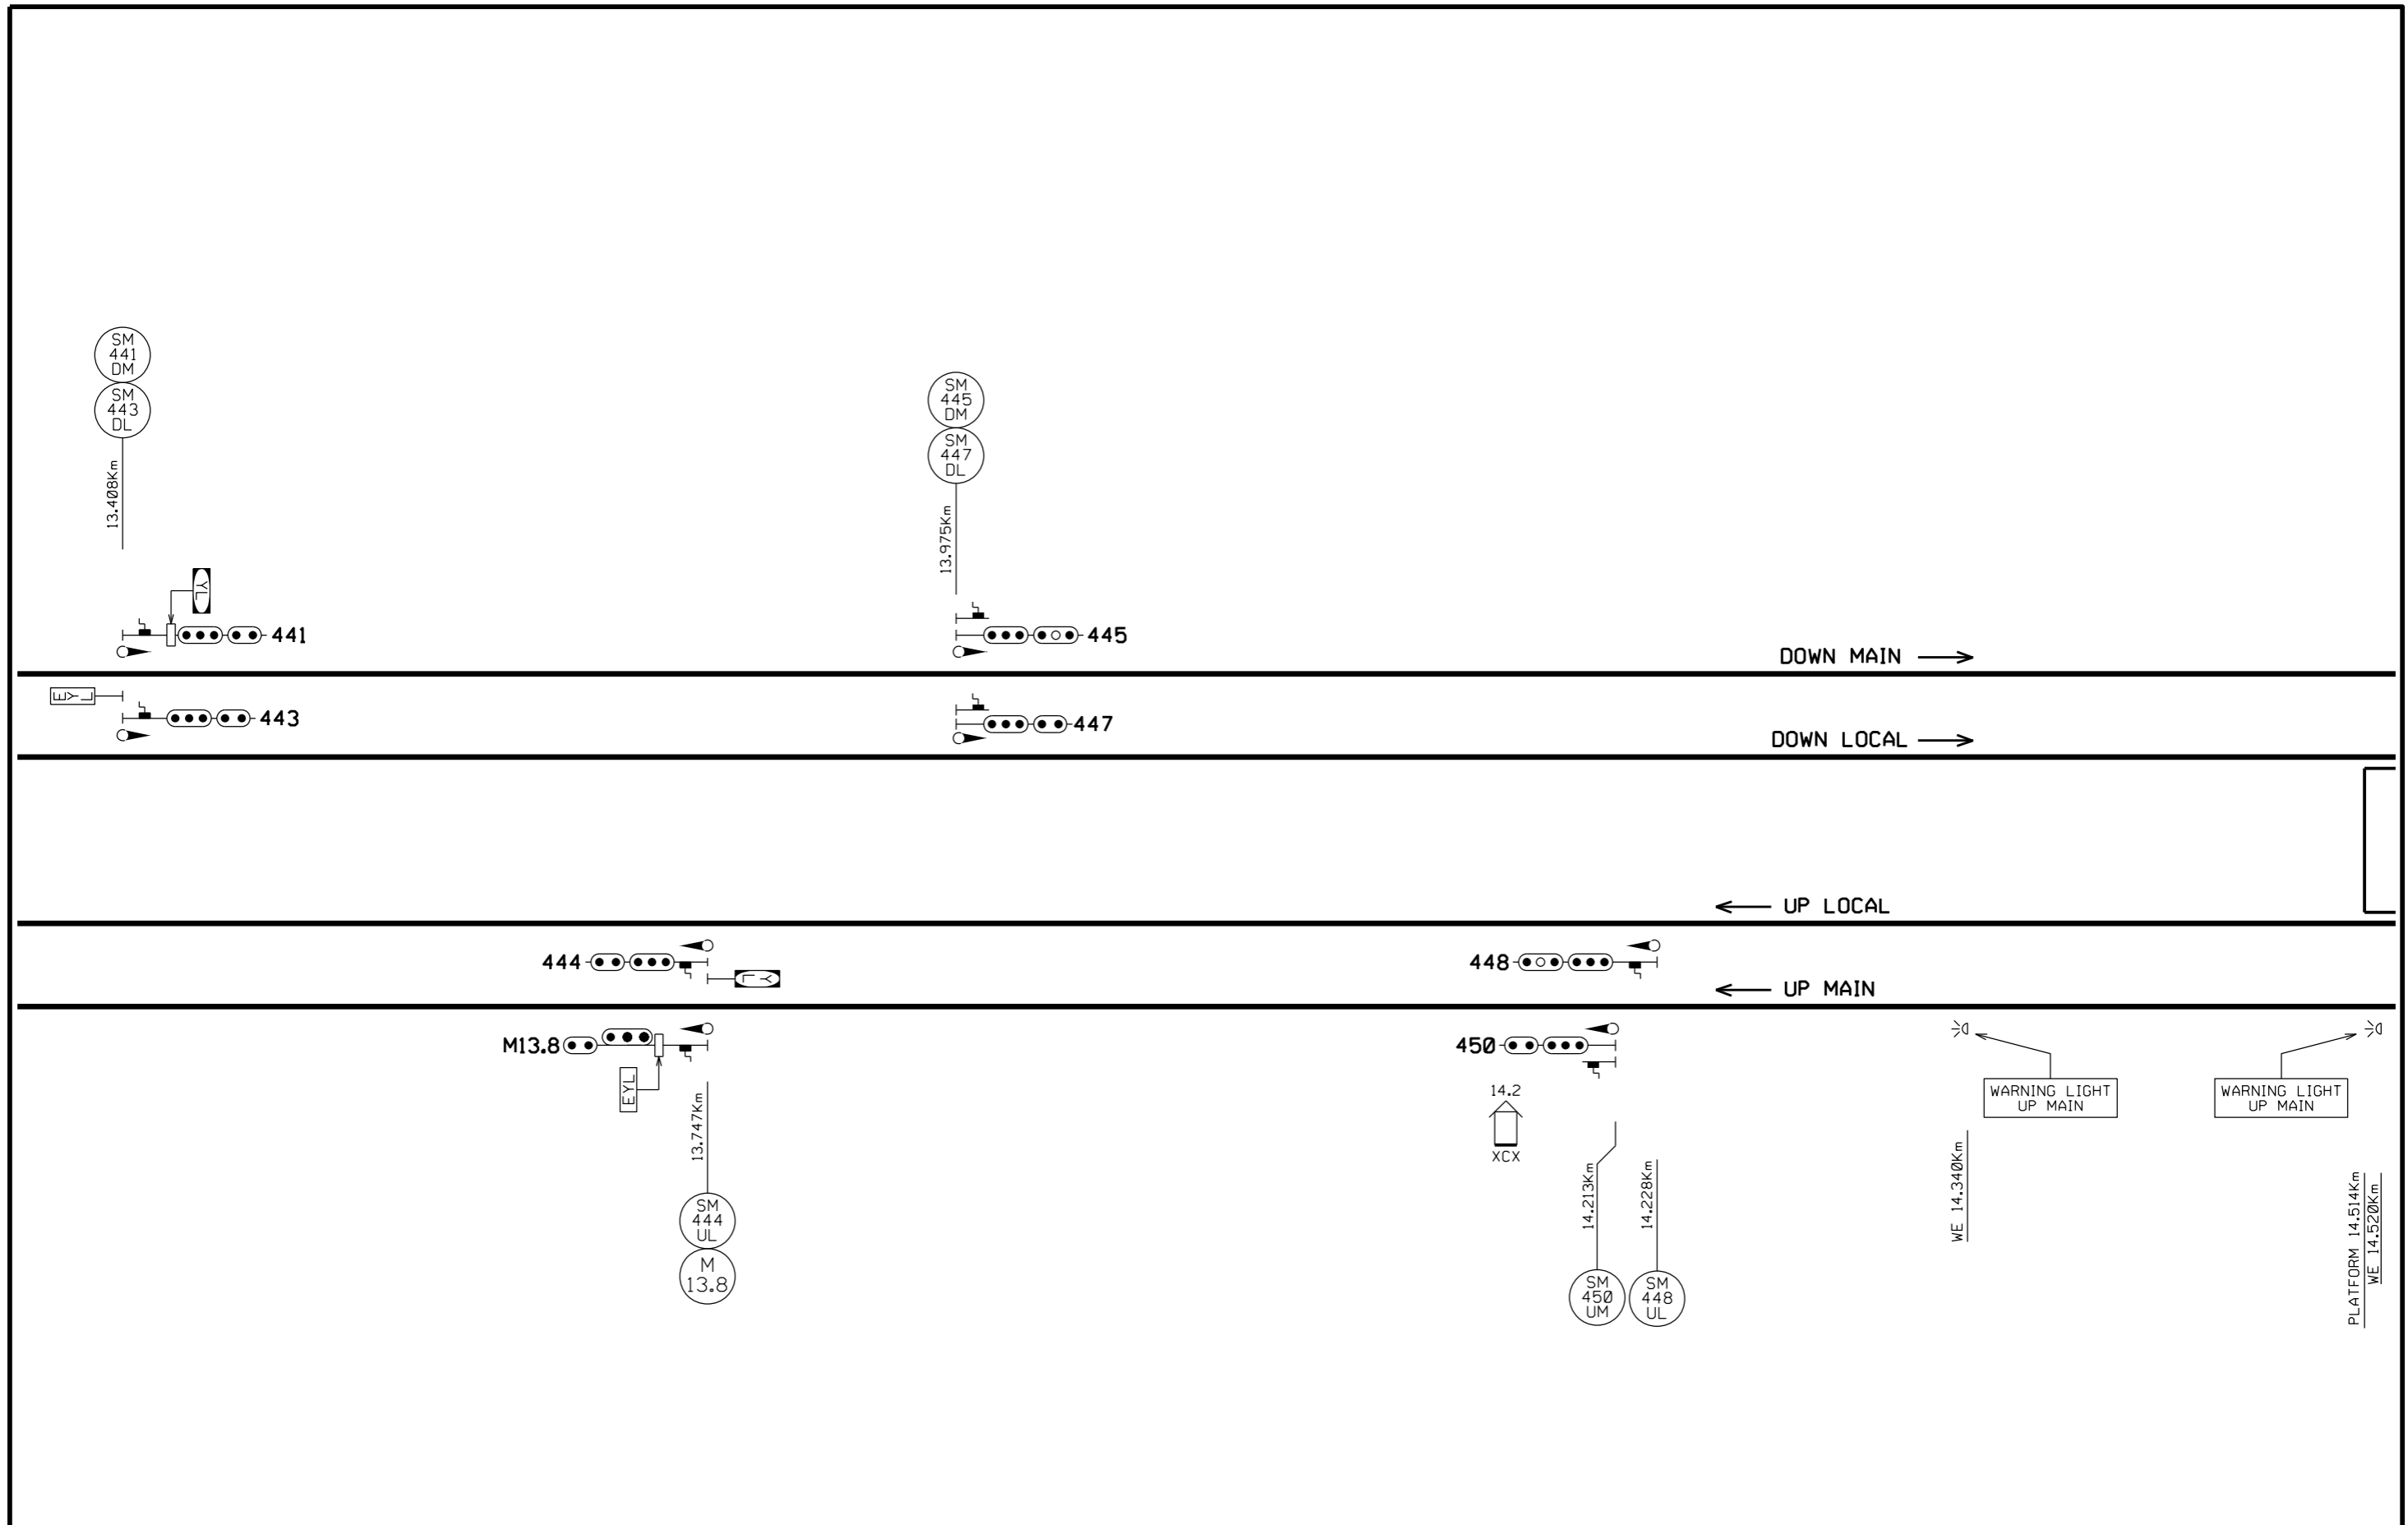 SM
441
DM
SM
443
DL
13.408Km
SM
445
DM
SM
447
DL
13.975Km
YL
441
445
DOWN MAIN
EYL
443
447
DOWN LOCAL
UP LOCAL
444
LY
448
UP MAIN
M13.8
EYL
450
14.2
XCX
WARNING LIGHT
UP MAIN
WARNING LIGHT
UP MAIN
13.747Km
SM
444
UL
M
13.8
14.213Km
14.228Km
SM
450
UM
SM
448
UL
WE 14.340Km
PLATFORM 14.514Km
WE 14.520Km